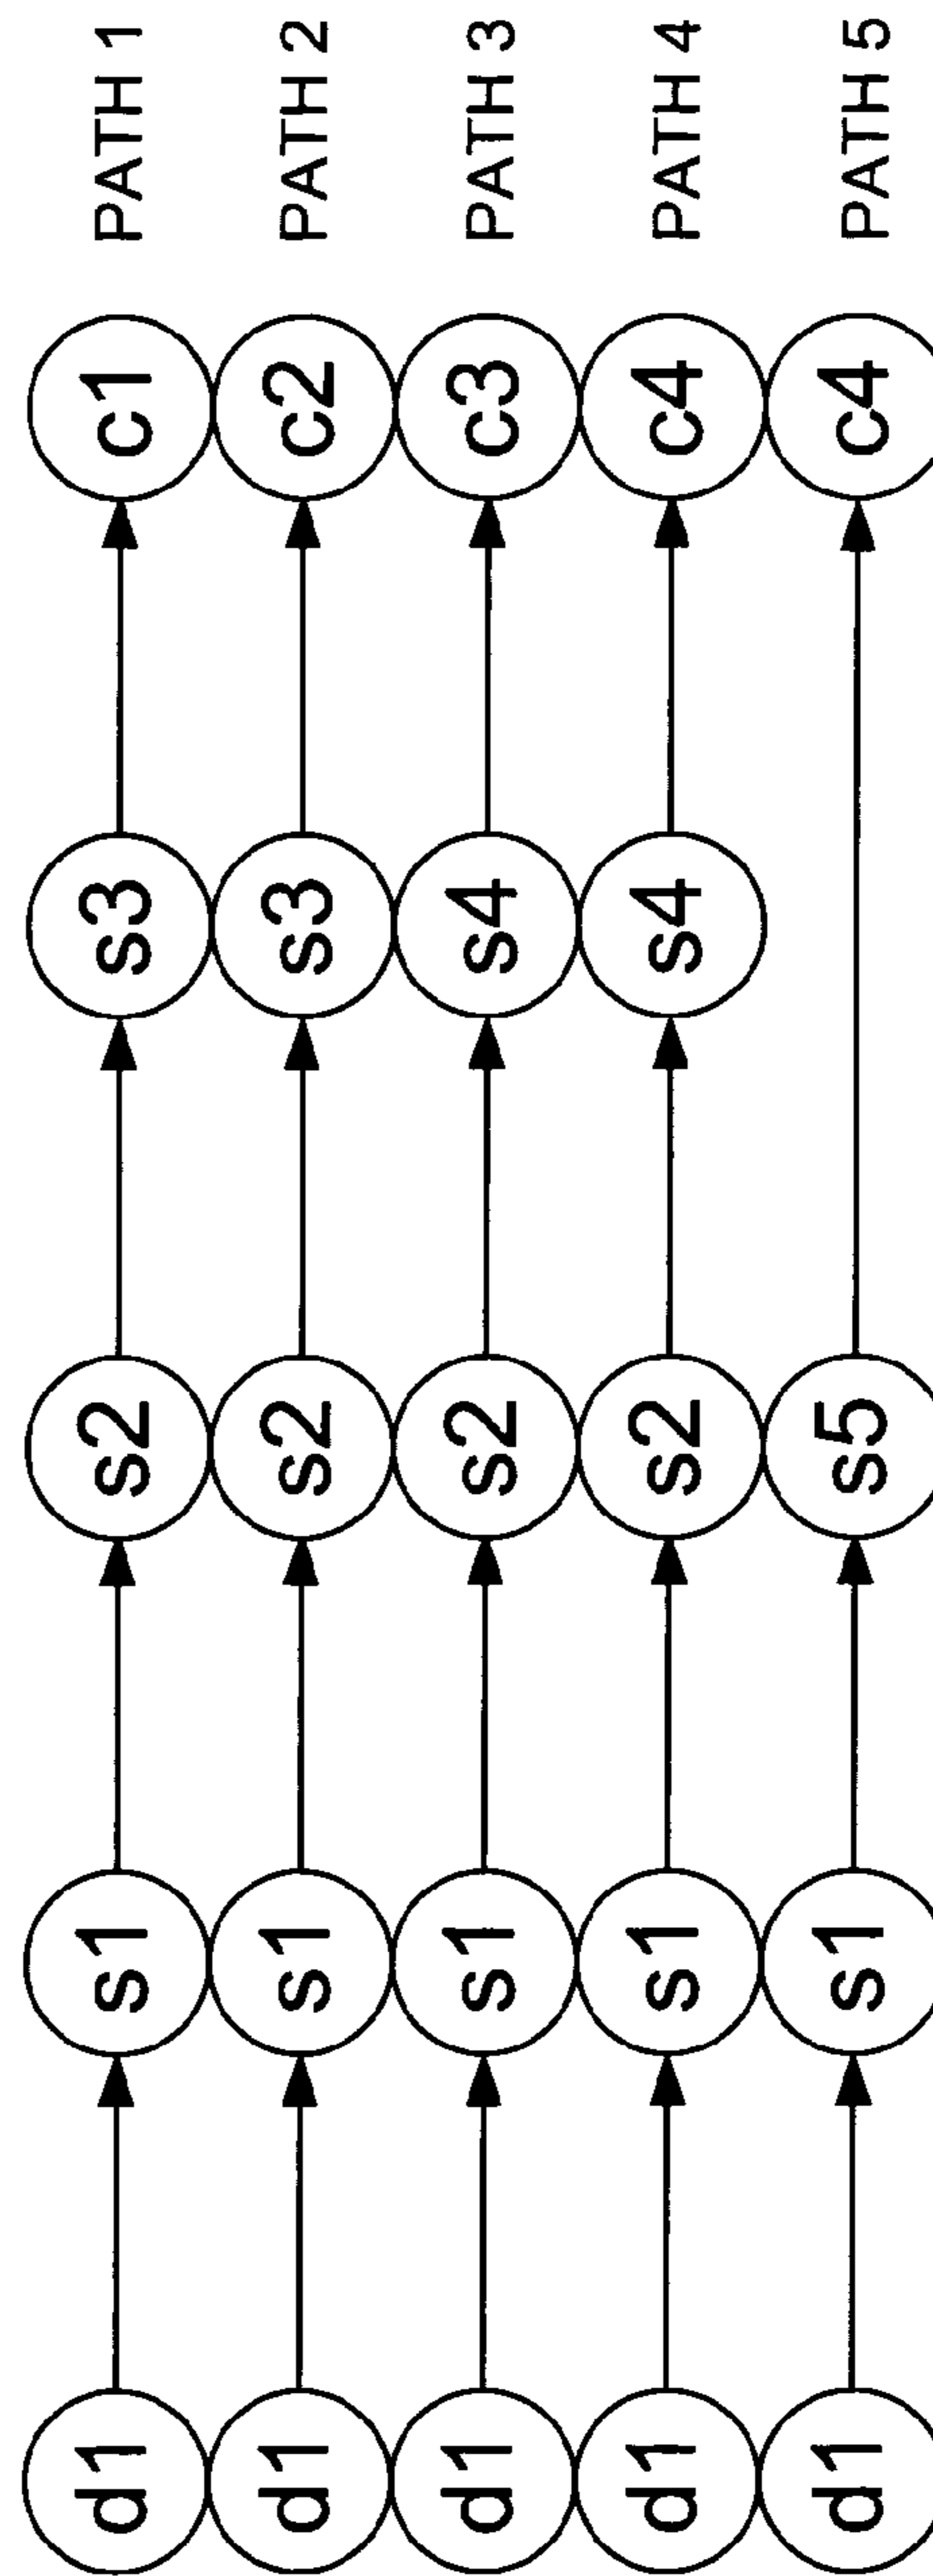 d1 s1 s2 s3 c1 PATH 1
d1 s1 s2 s3 c2 PATH 2
d1 s1 s2 s4 c3 PATH 3
d1 s1 s2 s4 c4 PATH 4
d1 s1 s5 c4 PATH 5